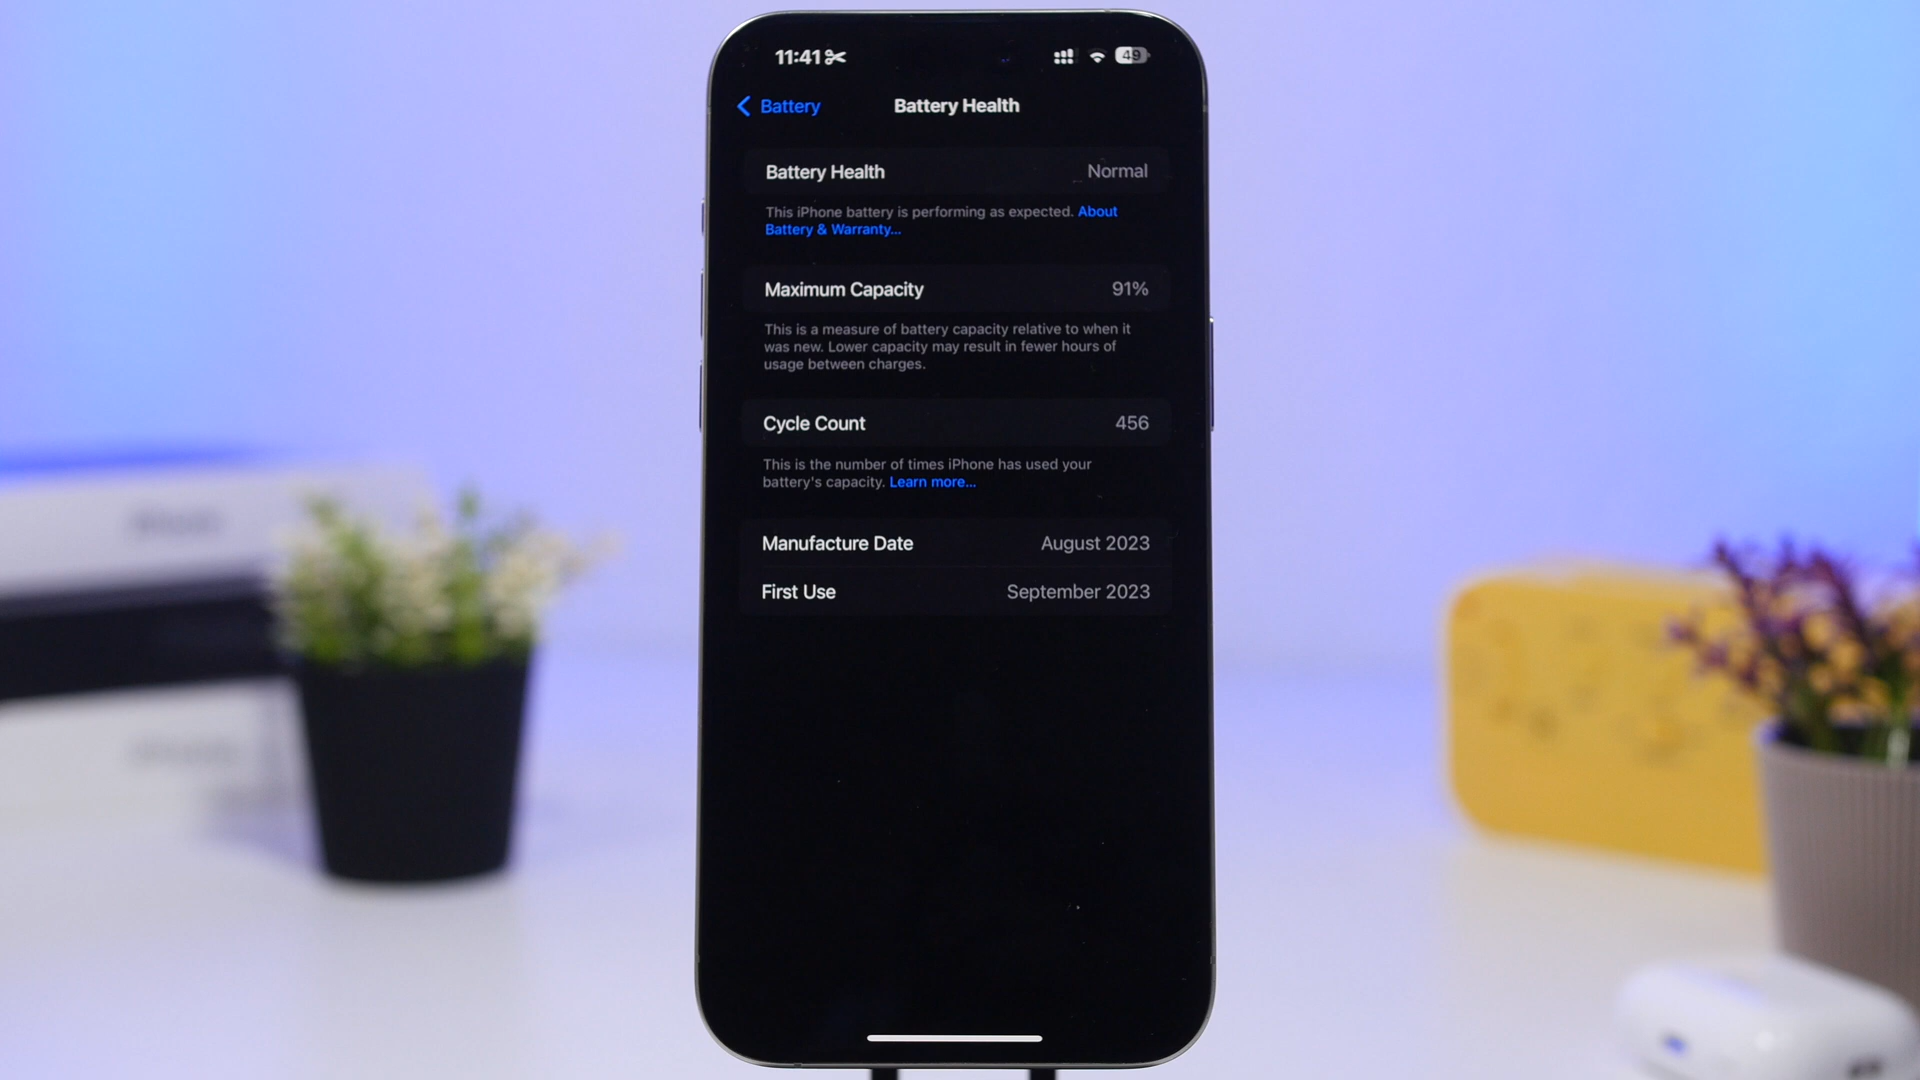 11:41
49
Battery
Battery Health
Battery Health Normal
This iPhone battery is performing as expected. About
Battery & Warranty...
Maximum Capacity 91%
This is a measure of battery capacity relative to when it
was new. Lower capacity may result in fewer hours of
usage between charges.
Cycle Count 456
This is the number of times iPhone has used your
battery's capacity. Learn more...
Manufacture Date August 2023
First Use September 2023